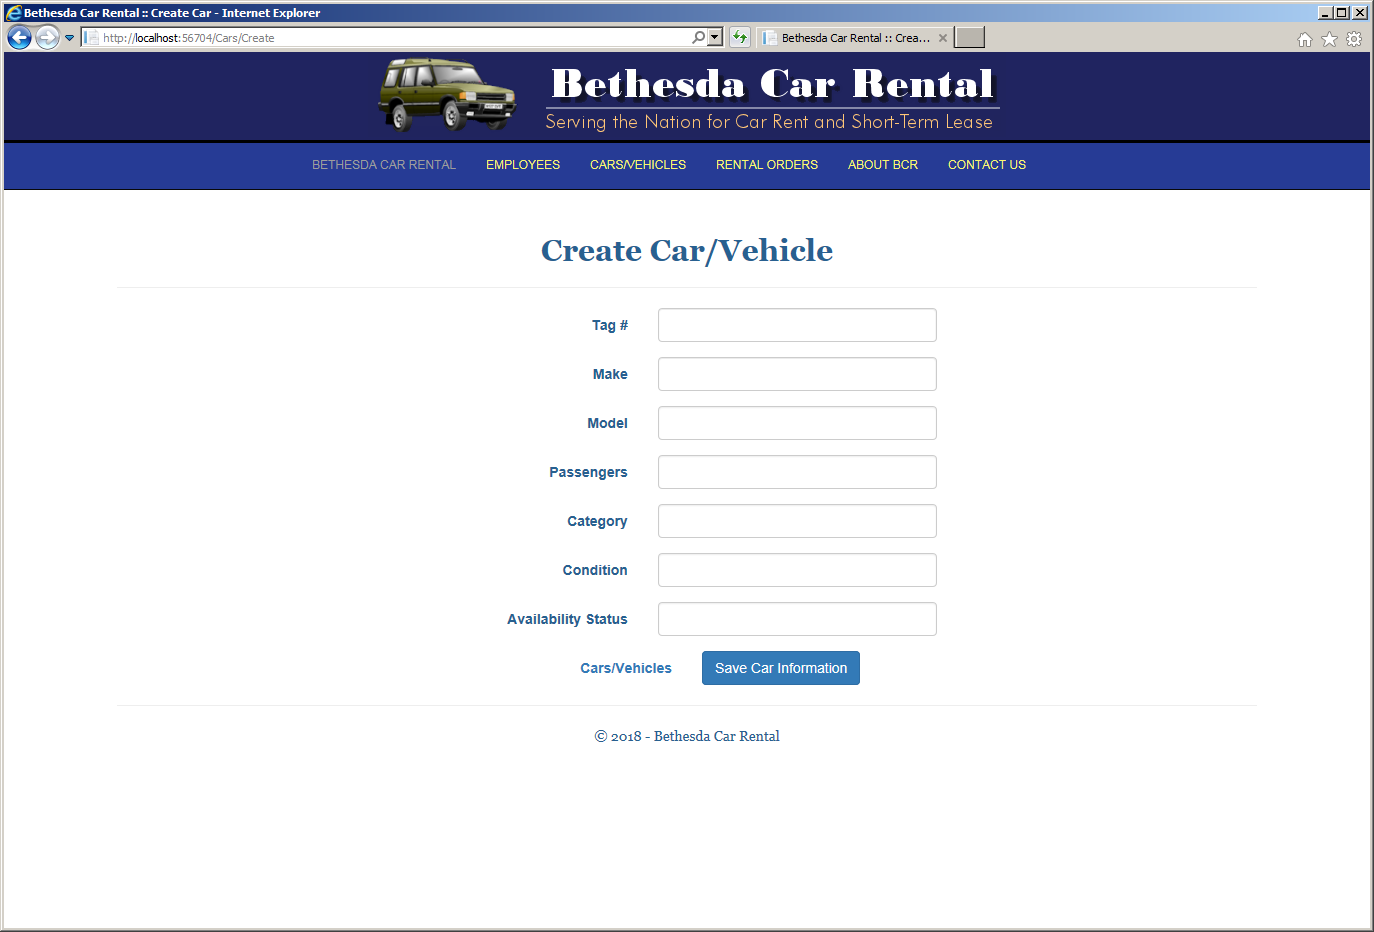 Bethesda Car Rental :: Create Car - Internet Explorer
http://localhost:56704/Cars/Create
Bethesda Car Rental :: Crea...
Bethesda Car Rental
Serving the Nation for Car Rent and Short-Term Lease
BETHESDA CAR RENTAL EMPLOYEES CARS/VEHICLES RENTAL ORDERS ABOUT BCR CONTACT US
Create Car/Vehicle
Tag #
Make
Model
Passengers
Category
Condition
Availability Status
Cars/Vehicles Save Car Information
© 2018 - Bethesda Car Rental